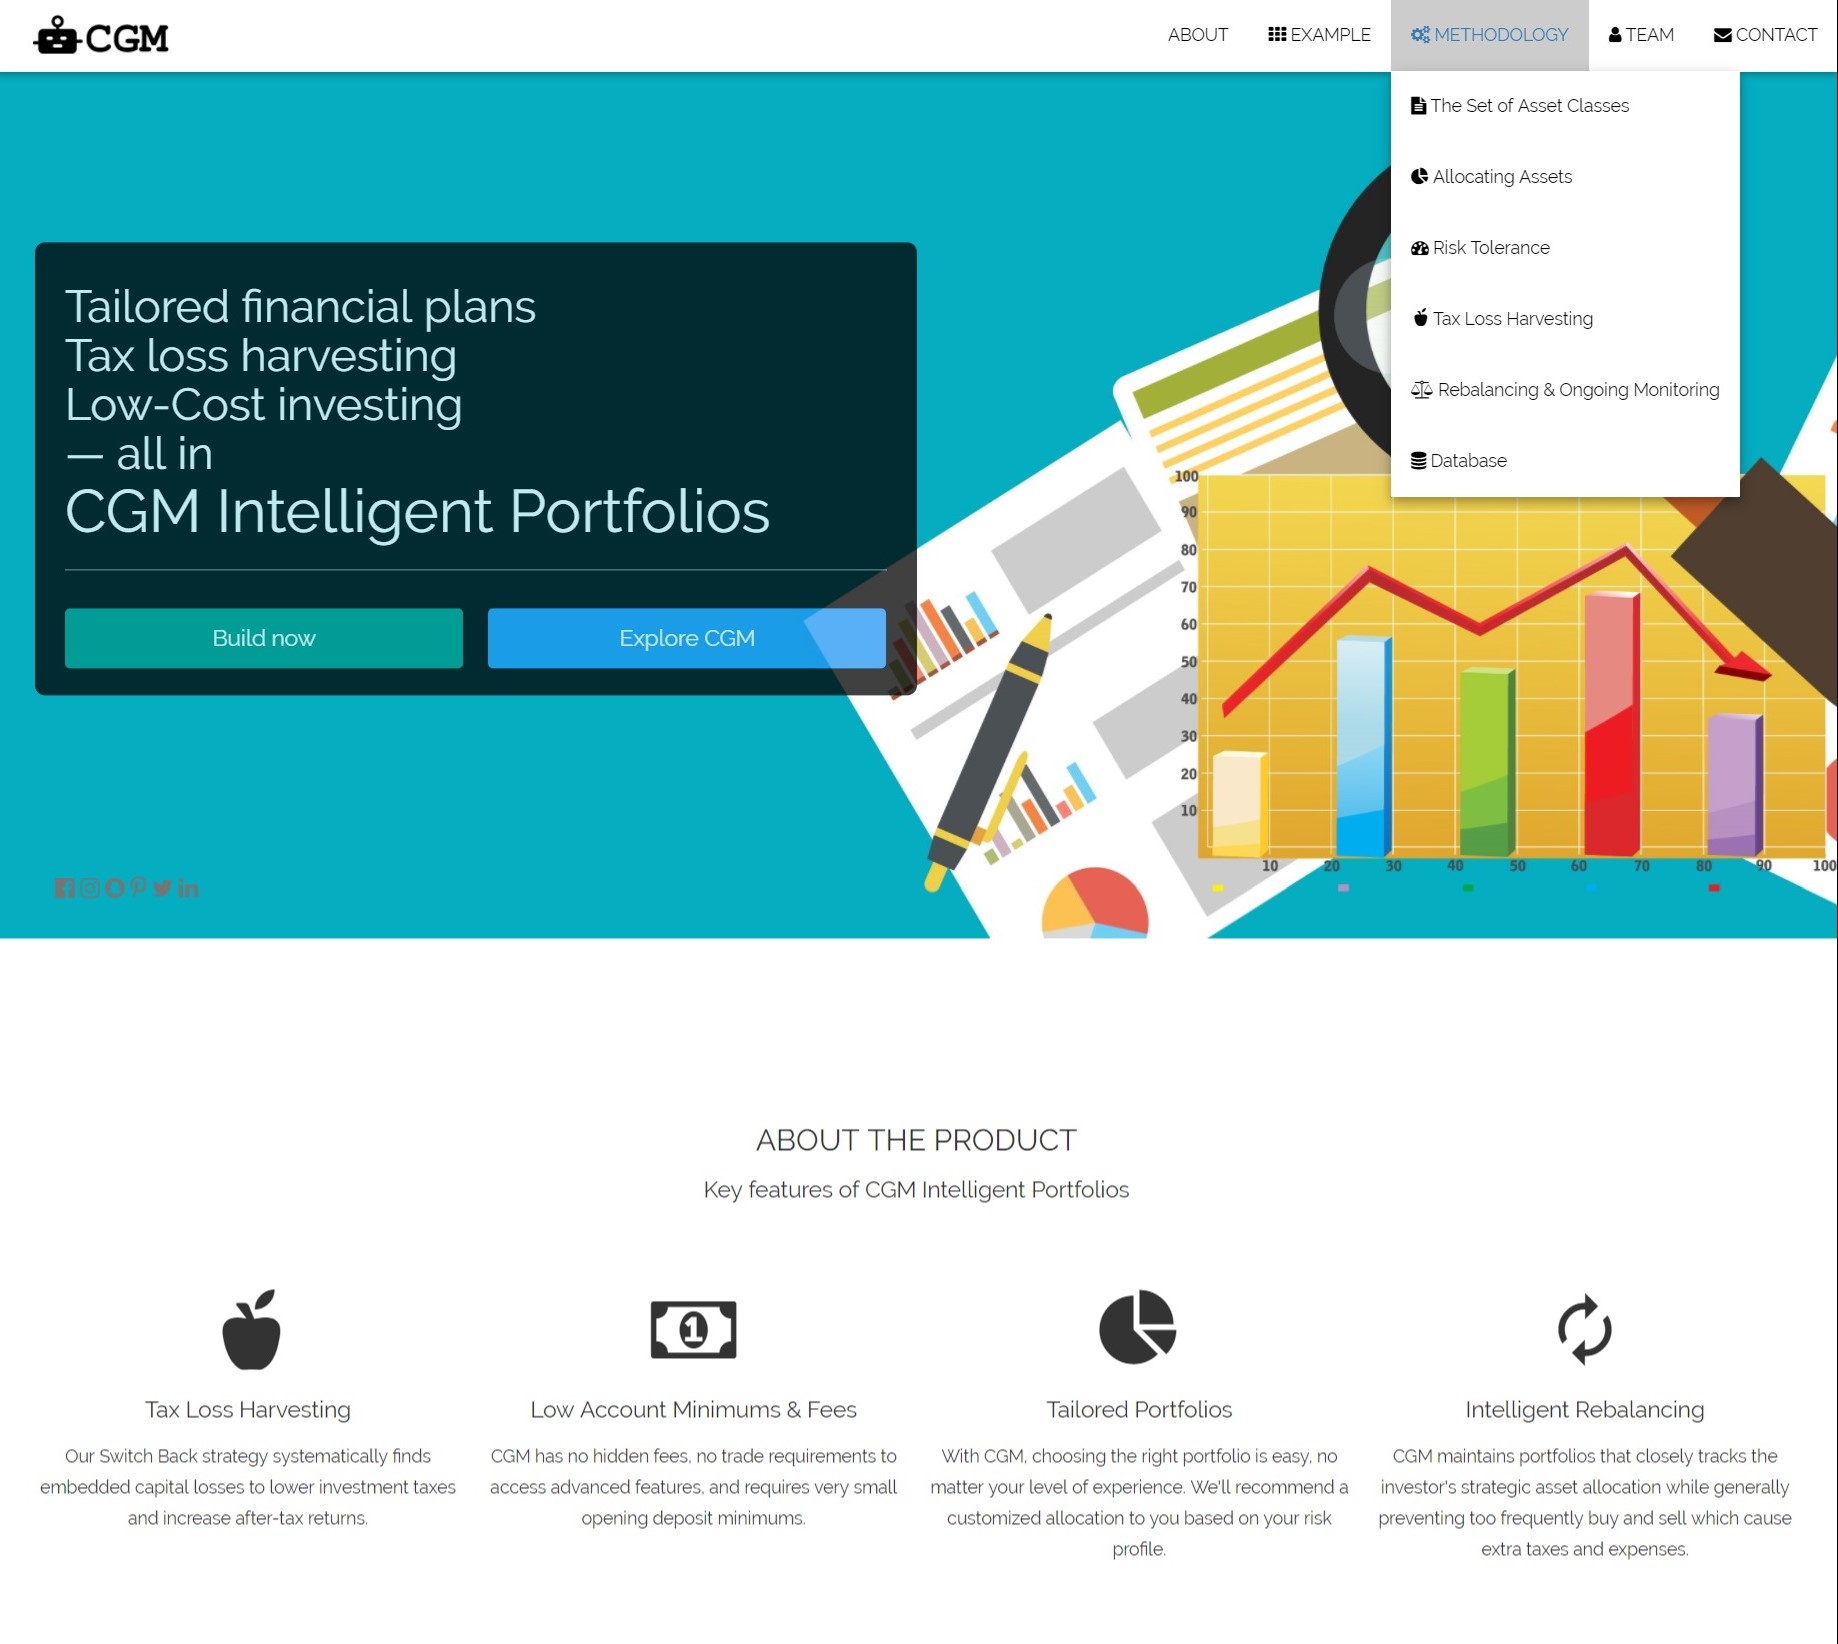 CGM
ABOUT
EXAMPLE
METHODOLOGY
TEAM
CONTACT
The Set of Asset Classes
Allocating Assets
Risk Tolerance
Tax Loss Harvesting
Rebalancing & Ongoing Monitoring
Database
Tailored financial plans
Tax loss harvesting
Low-Cost investing
— all in
CGM Intelligent Portfolios
Build now
Explore CGM
100
90
80
70
60
50
40
30
20
10
10 20 30 40 50 60 70 80 90 100
ABOUT THE PRODUCT
Key features of CGM Intelligent Portfolios
1
Tax Loss Harvesting
Our Switch Back strategy systematically finds
embedded capital losses to lower investment taxes
and increase after-tax returns.
Low Account Minimums & Fees
CGM has no hidden fees, no trade requirements to
access advanced features, and requires very small
opening deposit minimums.
Tailored Portfolios
With CGM, choosing the right portfolio is easy, no
matter your level of experience. We'll recommend a
customized allocation to you based on your risk
profile.
Intelligent Rebalancing
CGM maintains portfolios that closely tracks the
investor's strategic asset allocation while generally
preventing too frequently buy and sell which cause
extra taxes and expenses.